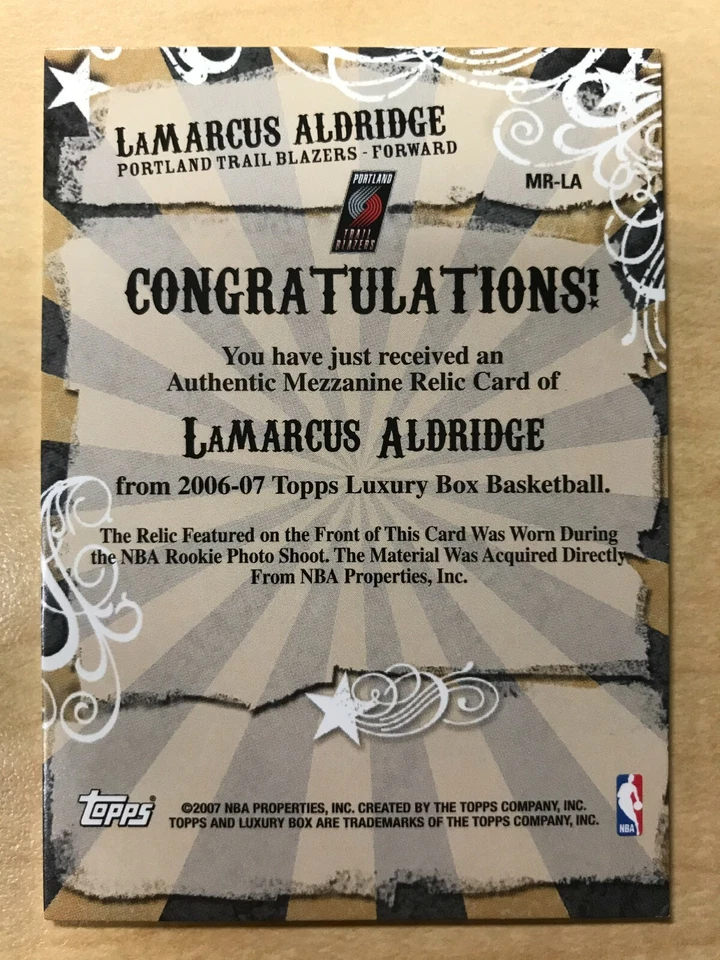 LAMARCUS ALDRIDGE
PORTLAND TRAIL BLAZERS - FORWARD
MR-LA
PORTLAND
TRAIL
BLAZERS
CONGRATULATIONS!
You have just received an
Authentic Mezzanine Relic Card of
LAMARCUS ALDRIDGE
from 2006-07 Topps Luxury Box Basketball.
The Relic Featured on the Front of This Card Was Worn During
the NBA Rookie Photo Shoot. The Material Was Acquired Directly
From NBA Properties, Inc.
topps®
©2007 NBA PROPERTIES, INC. CREATED BY THE TOPPS COMPANY, INC.
TOPPS AND LUXURY BOX ARE TRADEMARKS OF THE TOPPS COMPANY, INC.
NBA